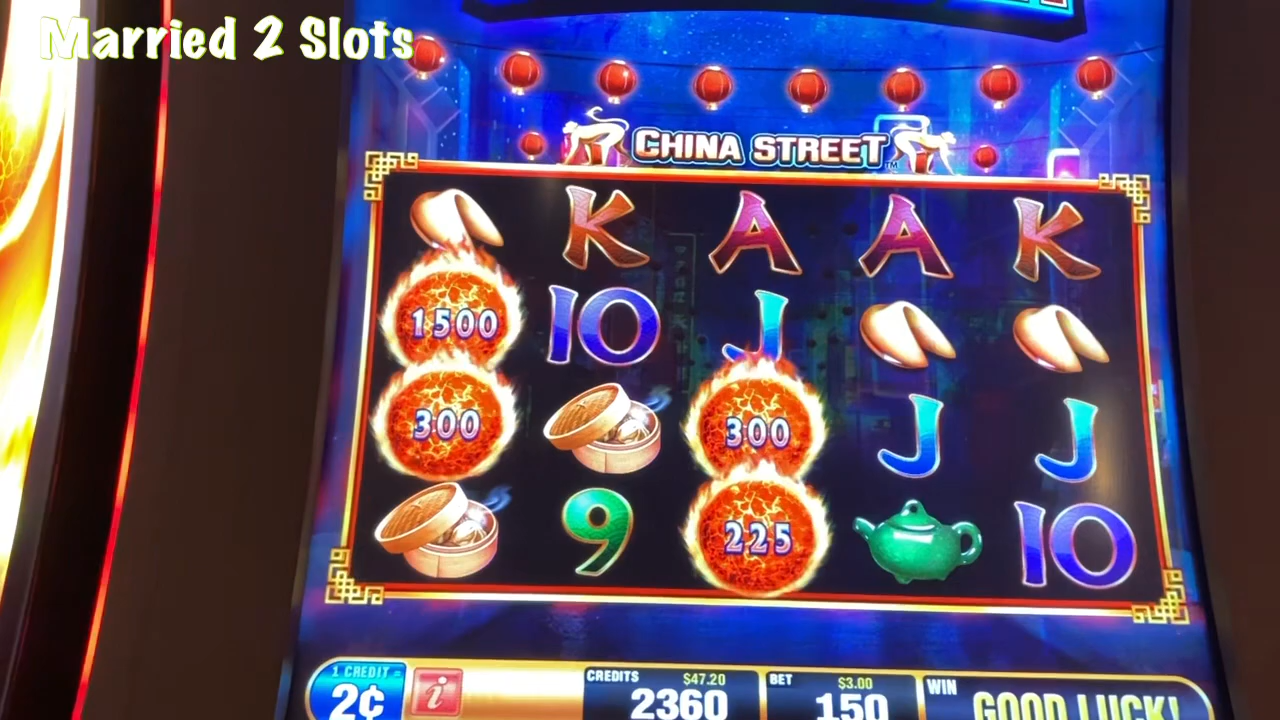 Married 2 Slots
CHINA STREET™
K A A K
1500 10 J
300 300 J J
9 225 10
1 CREDIT =
2¢
i
CREDITS $47.20
2360
BET $3.00
150
WIN
GOOD LUCK!